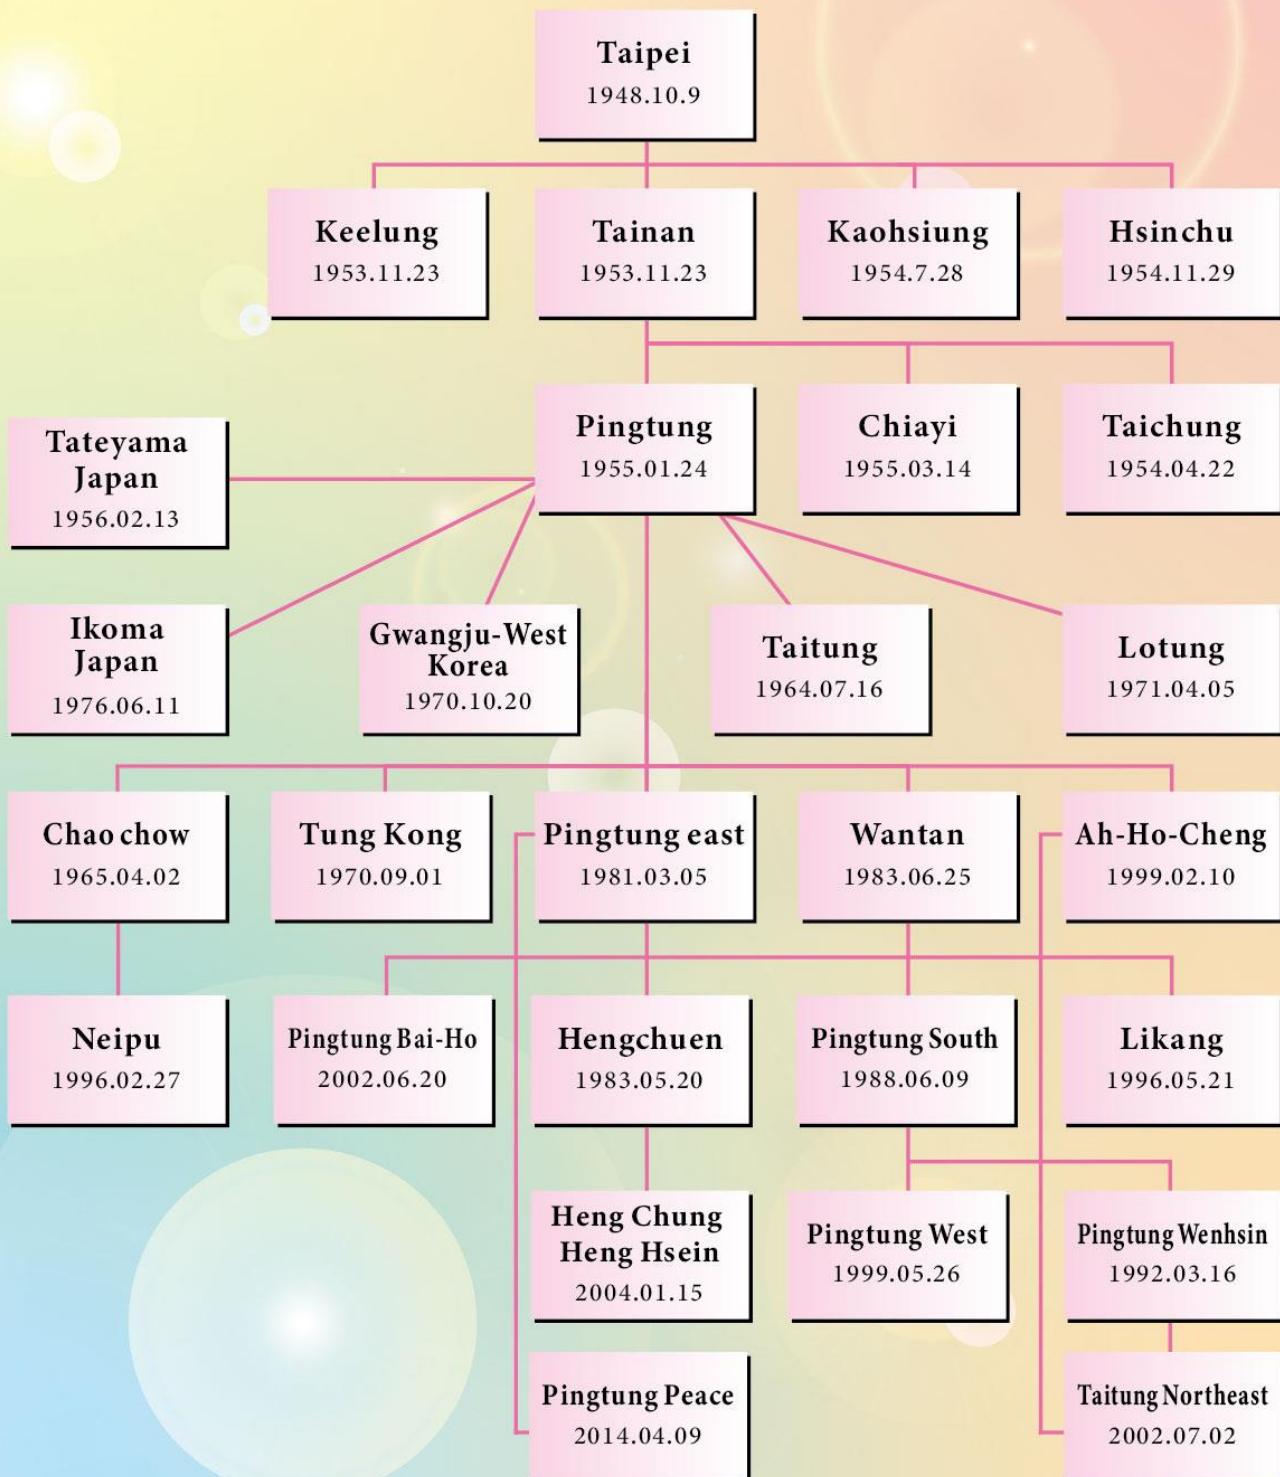 Taipei
1948.10.9
Keelung
1953.11.23
Tainan
1953.11.23
Kaohsiung
1954.7.28
Hsinchu
1954.11.29
Pingtung
1955.01.24
Chiayi
1955.03.14
Taichung
1954.04.22
Tateyama
Japan
1956.02.13
Ikoma
Japan
1976.06.11
Gwangju-West
Korea
1970.10.20
Taitung
1964.07.16
Lotung
1971.04.05
Chao chow
1965.04.02
Tung Kong
1970.09.01
Pingtung east
1981.03.05
Wantan
1983.06.25
Ah-Ho-Cheng
1999.02.10
Neipu
1996.02.27
Pingtung Bai-Ho
2002.06.20
Hengchuen
1983.05.20
Pingtung South
1988.06.09
Likang
1996.05.21
Heng Chung
Heng Hsein
2004.01.15
Pingtung West
1999.05.26
Pingtung Wenhsin
1992.03.16
Pingtung Peace
2014.04.09
Taitung Northeast
2002.07.02